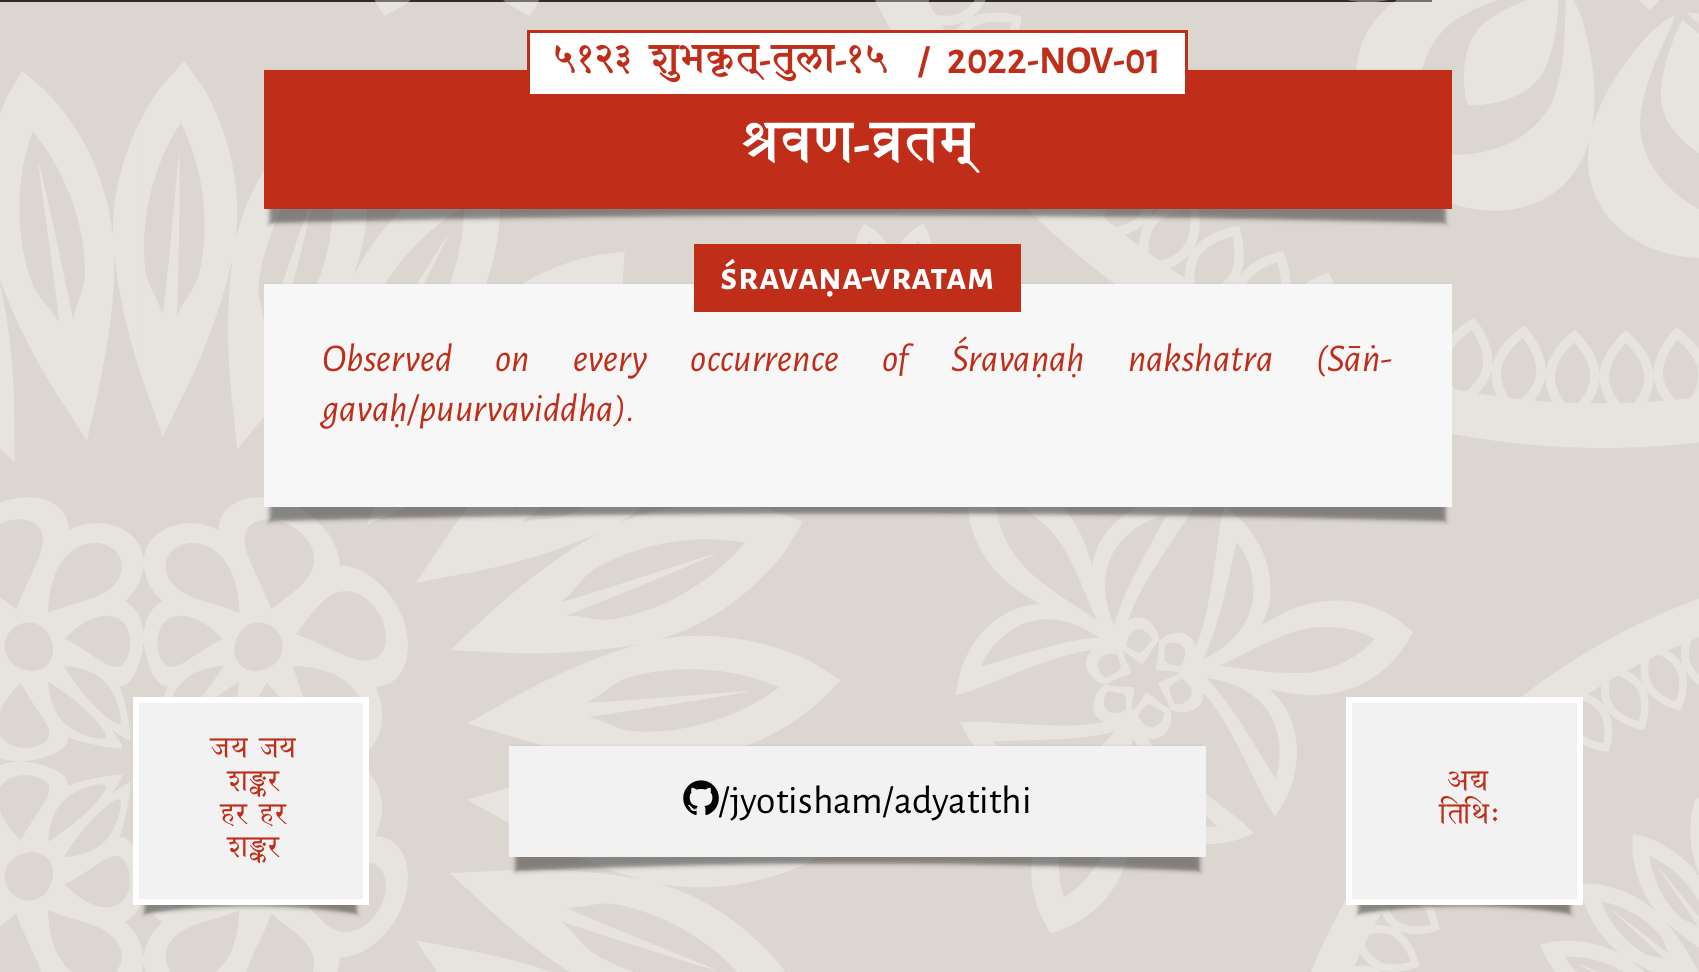 ५१२३ शुभकृत्-तुला-१५ / 2022-NOV-01
श्रवण-व्रतम्
ŚRAVAṆA-VRATAM
Observed on every occurrence of Śravaṇaḥ nakshatra (Sāṅ-
gavaḥ/puurvaviddha).
जय जय
शङ्कर
हर हर
शङ्कर
/jyotisham/adyatithi
अद्य
तिथिः